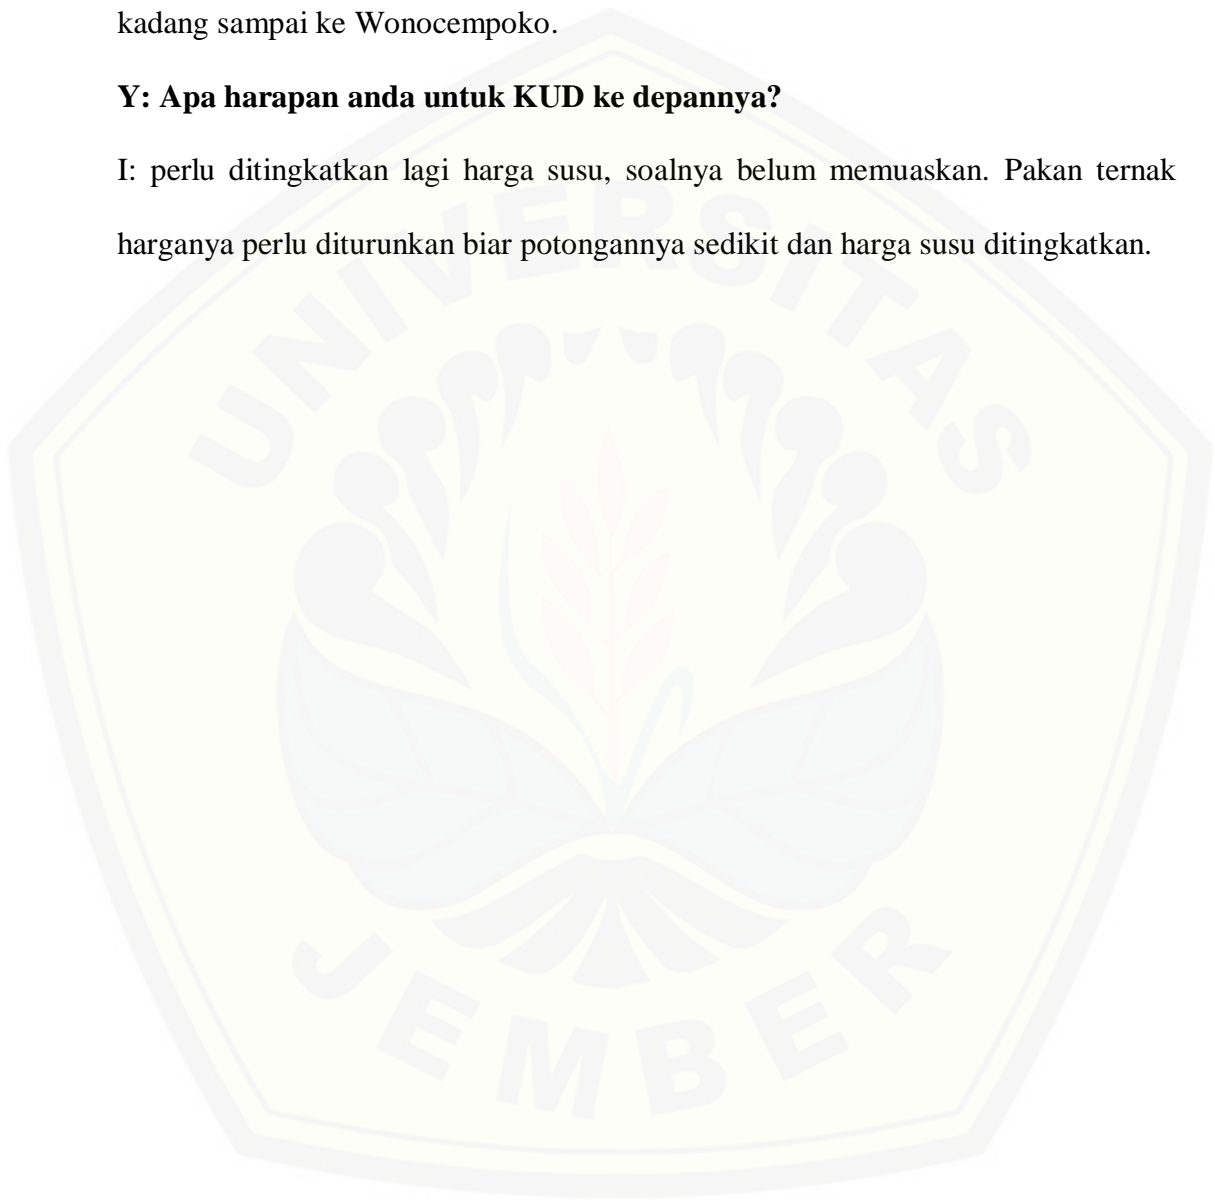 kadang sampai ke Wonocempoko.
Y: Apa harapan anda untuk KUD ke depannya?
I: perlu ditingkatkan lagi harga susu, soalnya belum memuaskan. Pakan ternak
harganya perlu diturunkan biar potongannya sedikit dan harga susu ditingkatkan.
UNIVERSITAS
JEMBER